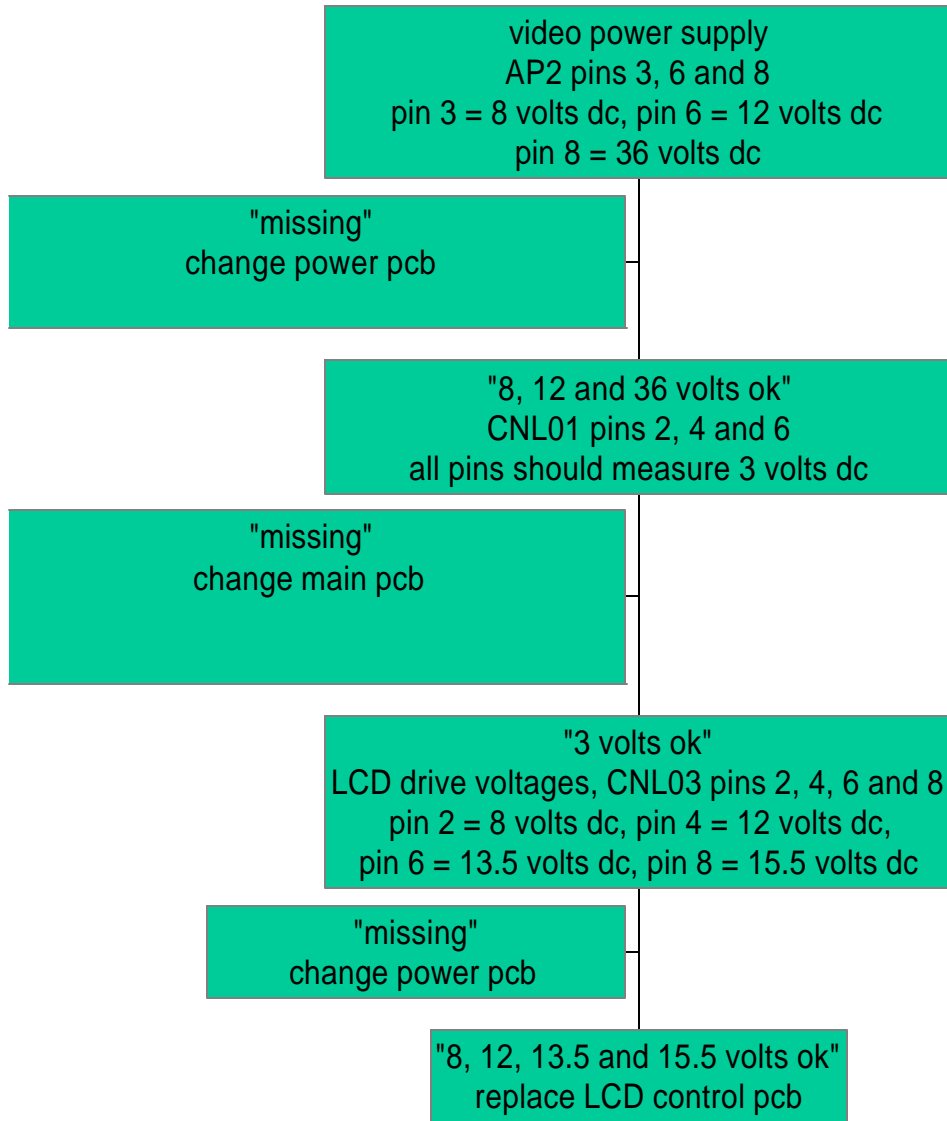 video power supply
AP2 pins 3, 6 and 8
pin 3 = 8 volts dc, pin 6 = 12 volts dc
pin 8 = 36 volts dc
"missing"
change power pcb
"8, 12 and 36 volts ok"
CNL01 pins 2, 4 and 6
all pins should measure 3 volts dc
"missing"
change main pcb
"3 volts ok"
LCD drive voltages, CNL03 pins 2, 4, 6 and 8
pin 2 = 8 volts dc, pin 4 = 12 volts dc,
pin 6 = 13.5 volts dc, pin 8 = 15.5 volts dc
"missing"
change power pcb
"8, 12, 13.5 and 15.5 volts ok"
replace LCD control pcb